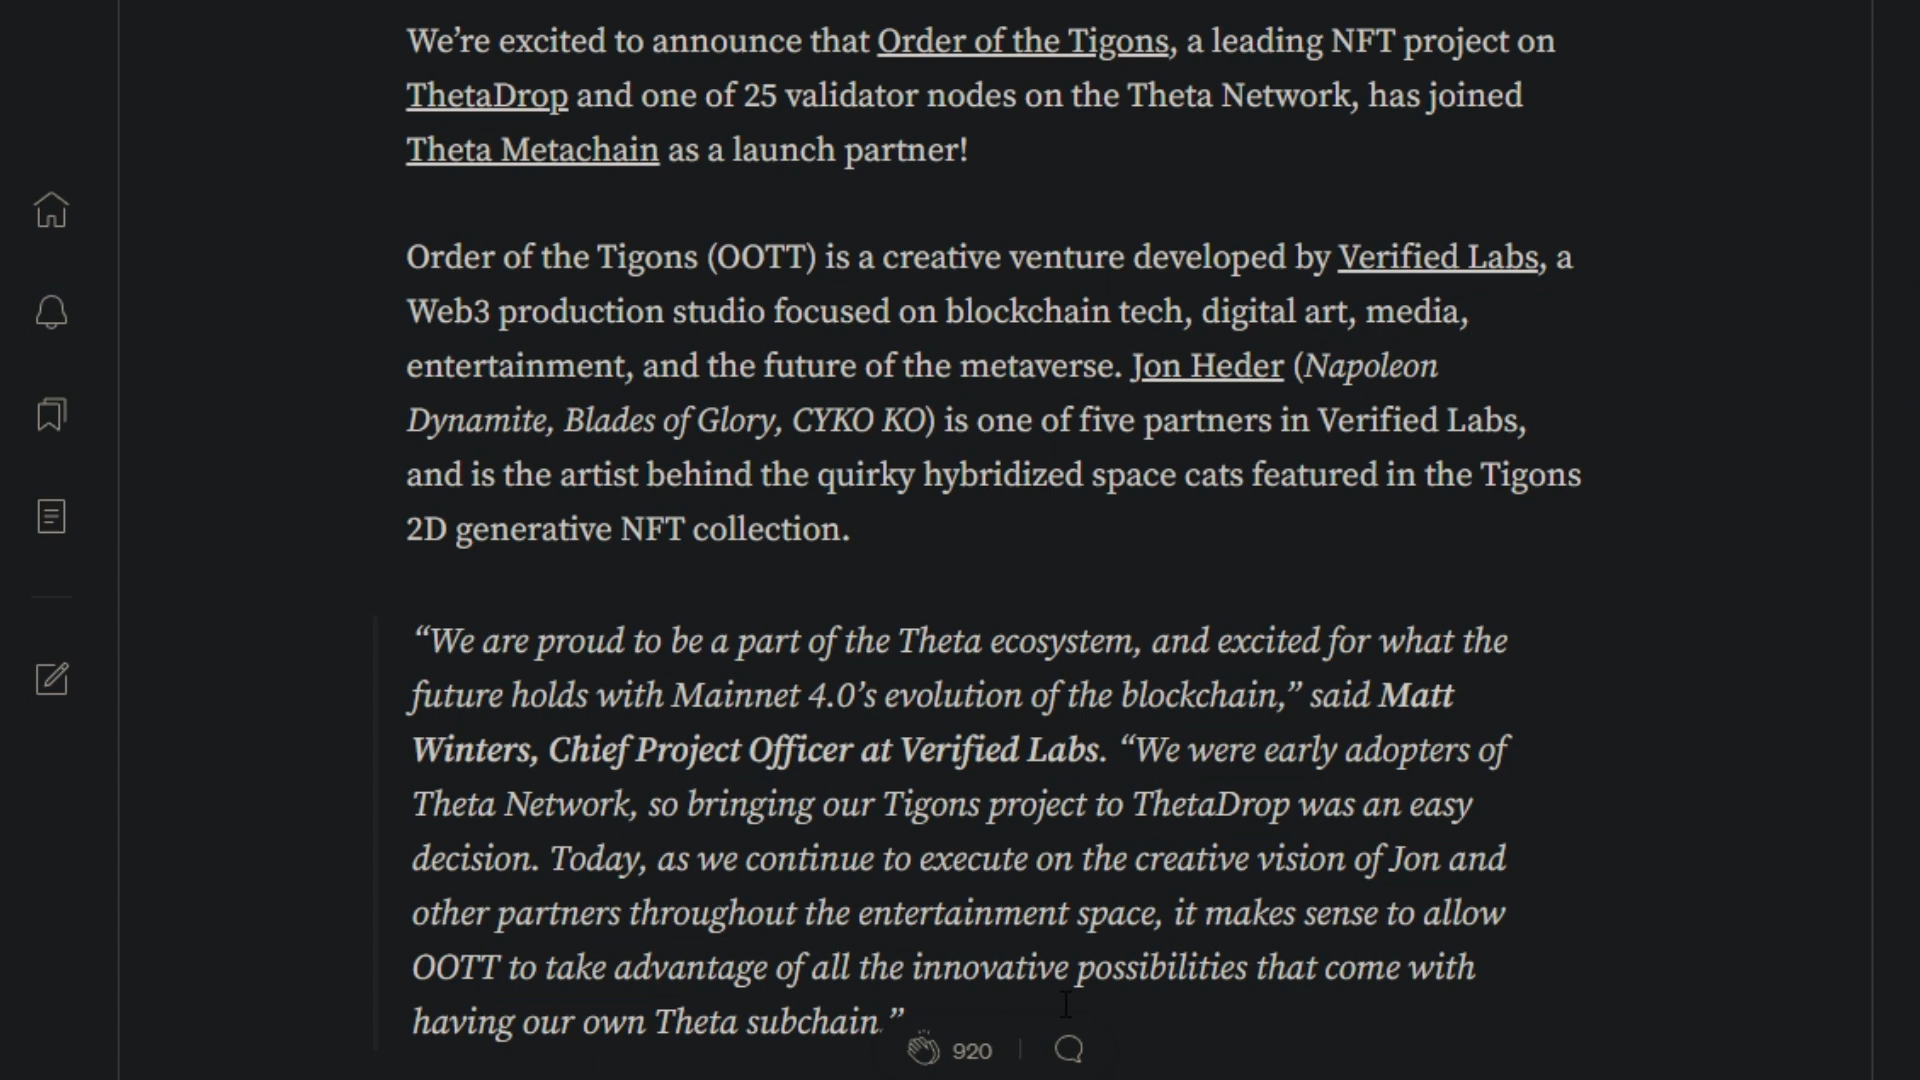 We’re excited to announce that Order of the Tigons, a leading NFT project on
ThetaDrop and one of 25 validator nodes on the Theta Network, has joined
Theta Metachain as a launch partner!
Order of the Tigons (OOTT) is a creative venture developed by Verified Labs, a
Web3 production studio focused on blockchain tech, digital art, media,
entertainment, and the future of the metaverse. Jon Heder (Napoleon
Dynamite, Blades of Glory, CYKO KO) is one of five partners in Verified Labs,
and is the artist behind the quirky hybridized space cats featured in the Tigons
2D generative NFT collection.
“We are proud to be a part of the Theta ecosystem, and excited for what the
future holds with Mainnet 4.0’s evolution of the blockchain,” said Matt
Winters, Chief Project Officer at Verified Labs. “We were early adopters of
Theta Network, so bringing our Tigons project to ThetaDrop was an easy
decision. Today, as we continue to execute on the creative vision of Jon and
other partners throughout the entertainment space, it makes sense to allow
OOTT to take advantage of all the innovative possibilities that come with
having our own Theta subchain.”
920